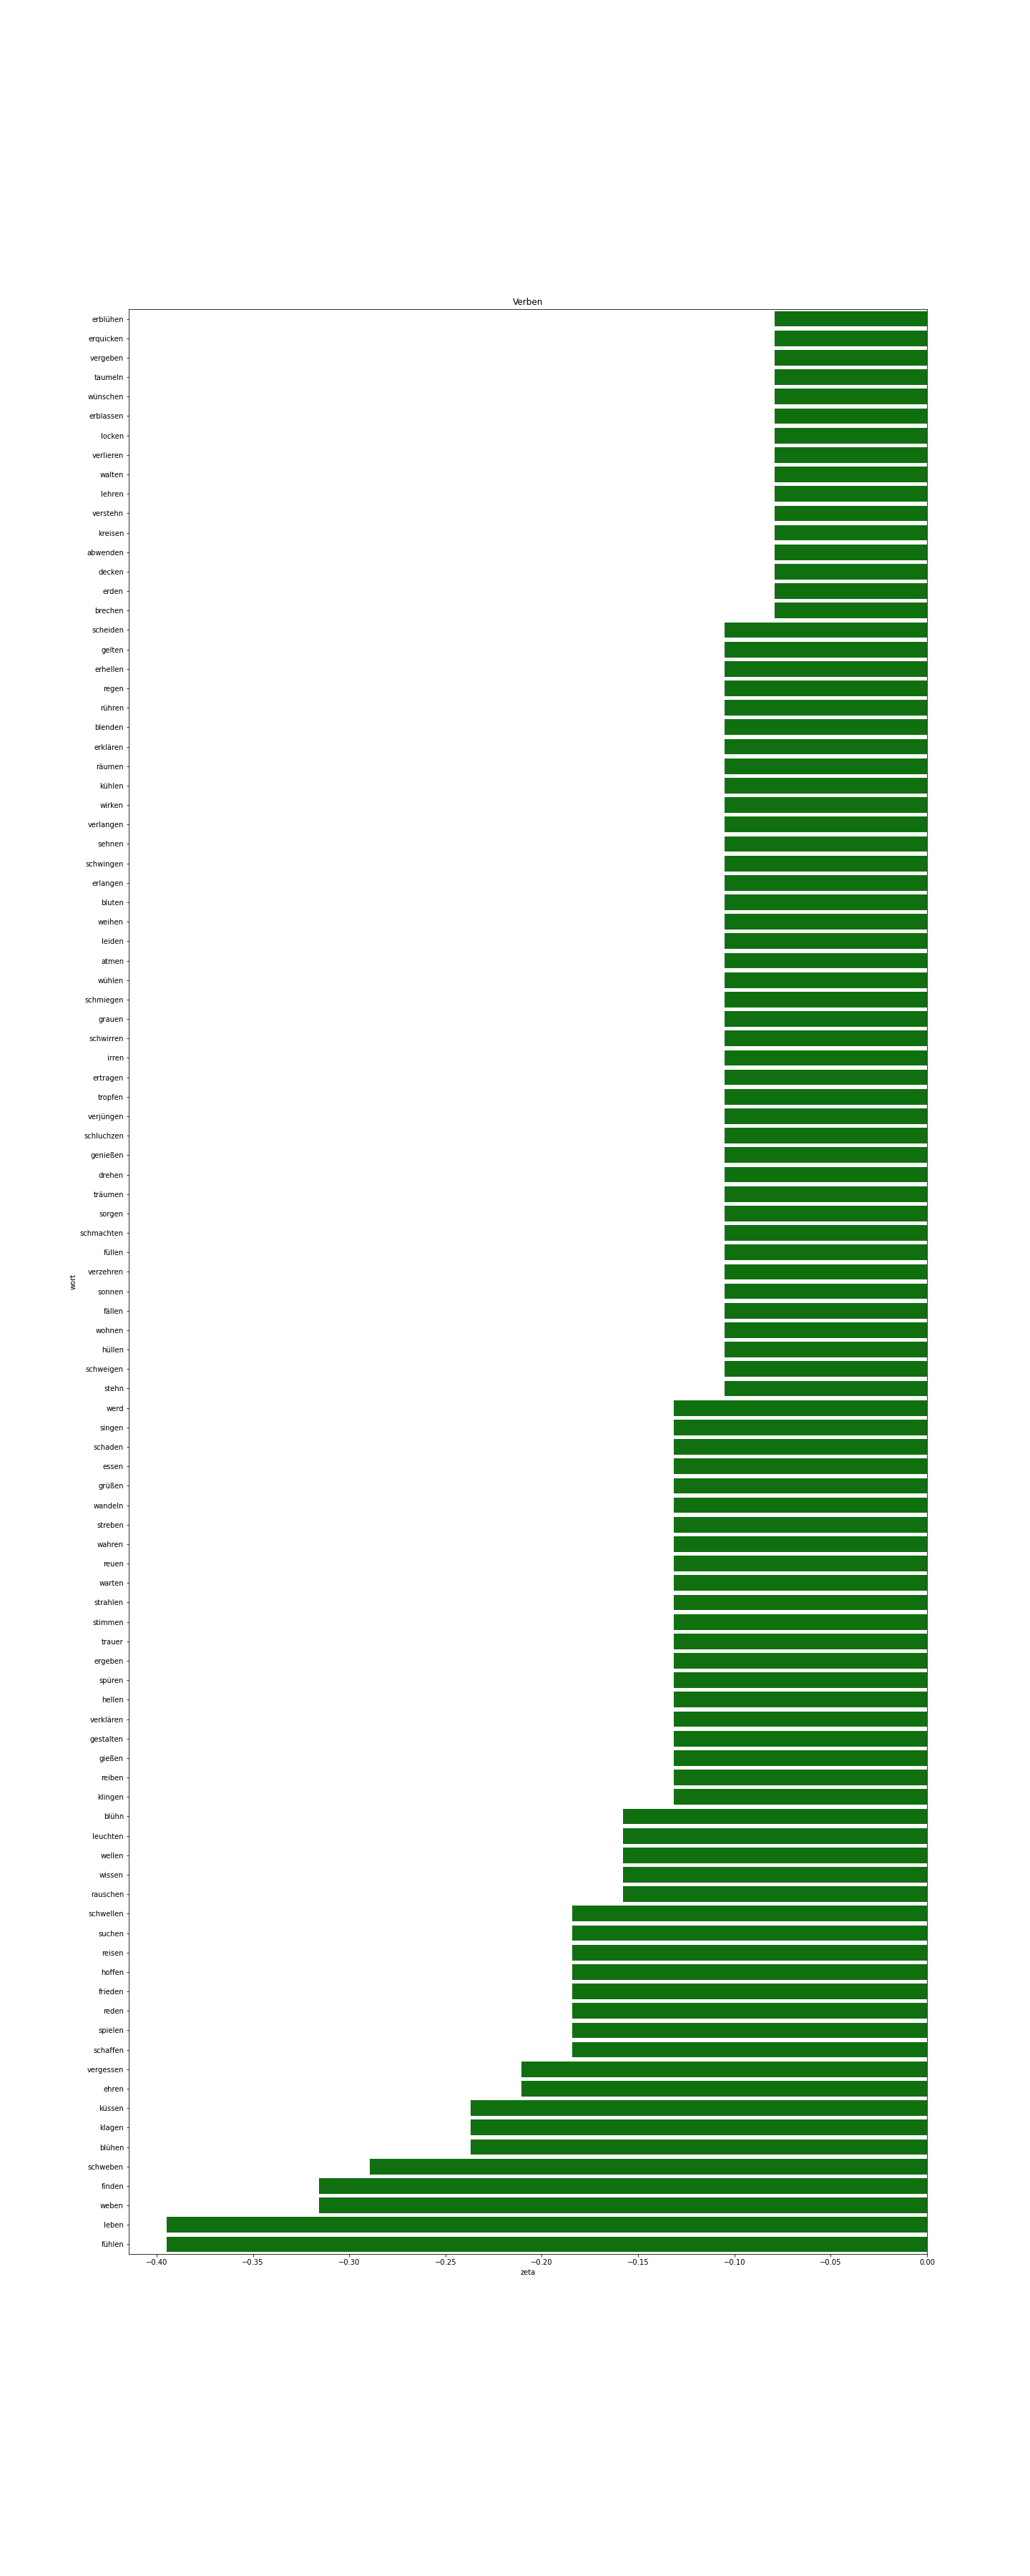 Verben
erblühen
erquicken
vergeben
taumeln
wünschen
erblassen
locken
verlieren
walten
lehren
verstehn
kreisen
abwenden
decken
erden
brechen
scheiden
gelten
erhellen
regen
rühren
blenden
erklären
räumen
kühlen
wirken
verlangen
sehnen
schwingen
erlangen
bluten
weihen
leiden
atmen
wühlen
schmiegen
grauen
schwirren
irren
ertragen
tropfen
verjüngen
schluchzen
genießen
drehen
träumen
sorgen
schmachten
füllen
verzehren
sonnen
fällen
wohnen
hüllen
schweigen
stehn
werd
singen
schaden
essen
grüßen
wandeln
streben
wahren
reuen
warten
strahlen
stimmen
trauer
ergeben
spüren
hellen
verklären
gestalten
gießen
reiben
klingen
blühn
leuchten
wellen
wissen
rauschen
schwellen
suchen
reisen
hoffen
frieden
reden
spielen
schaffen
vergessen
ehren
küssen
klagen
blühen
schweben
finden
weben
leben
fühlen
wort
−0.40 −0.35 −0.30 −0.25 −0.20 −0.15 −0.10 −0.05 0.00
zeta